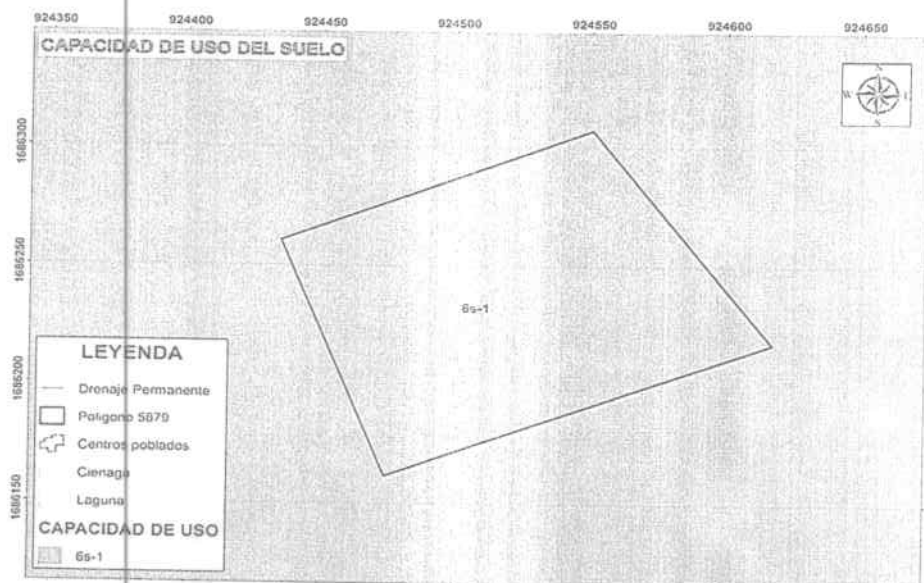 924350 924400 924450 924500 924550 924600 924650
CAPACIDAD DE USO DEL SUELO
N
W E
S
1686300
1686250
1686200
1686150
6s-1
LEYENDA
Drenaje Permanente
Poligono 5879
Centros poblados
Cienaga
Laguna
CAPACIDAD DE USO
6s-1